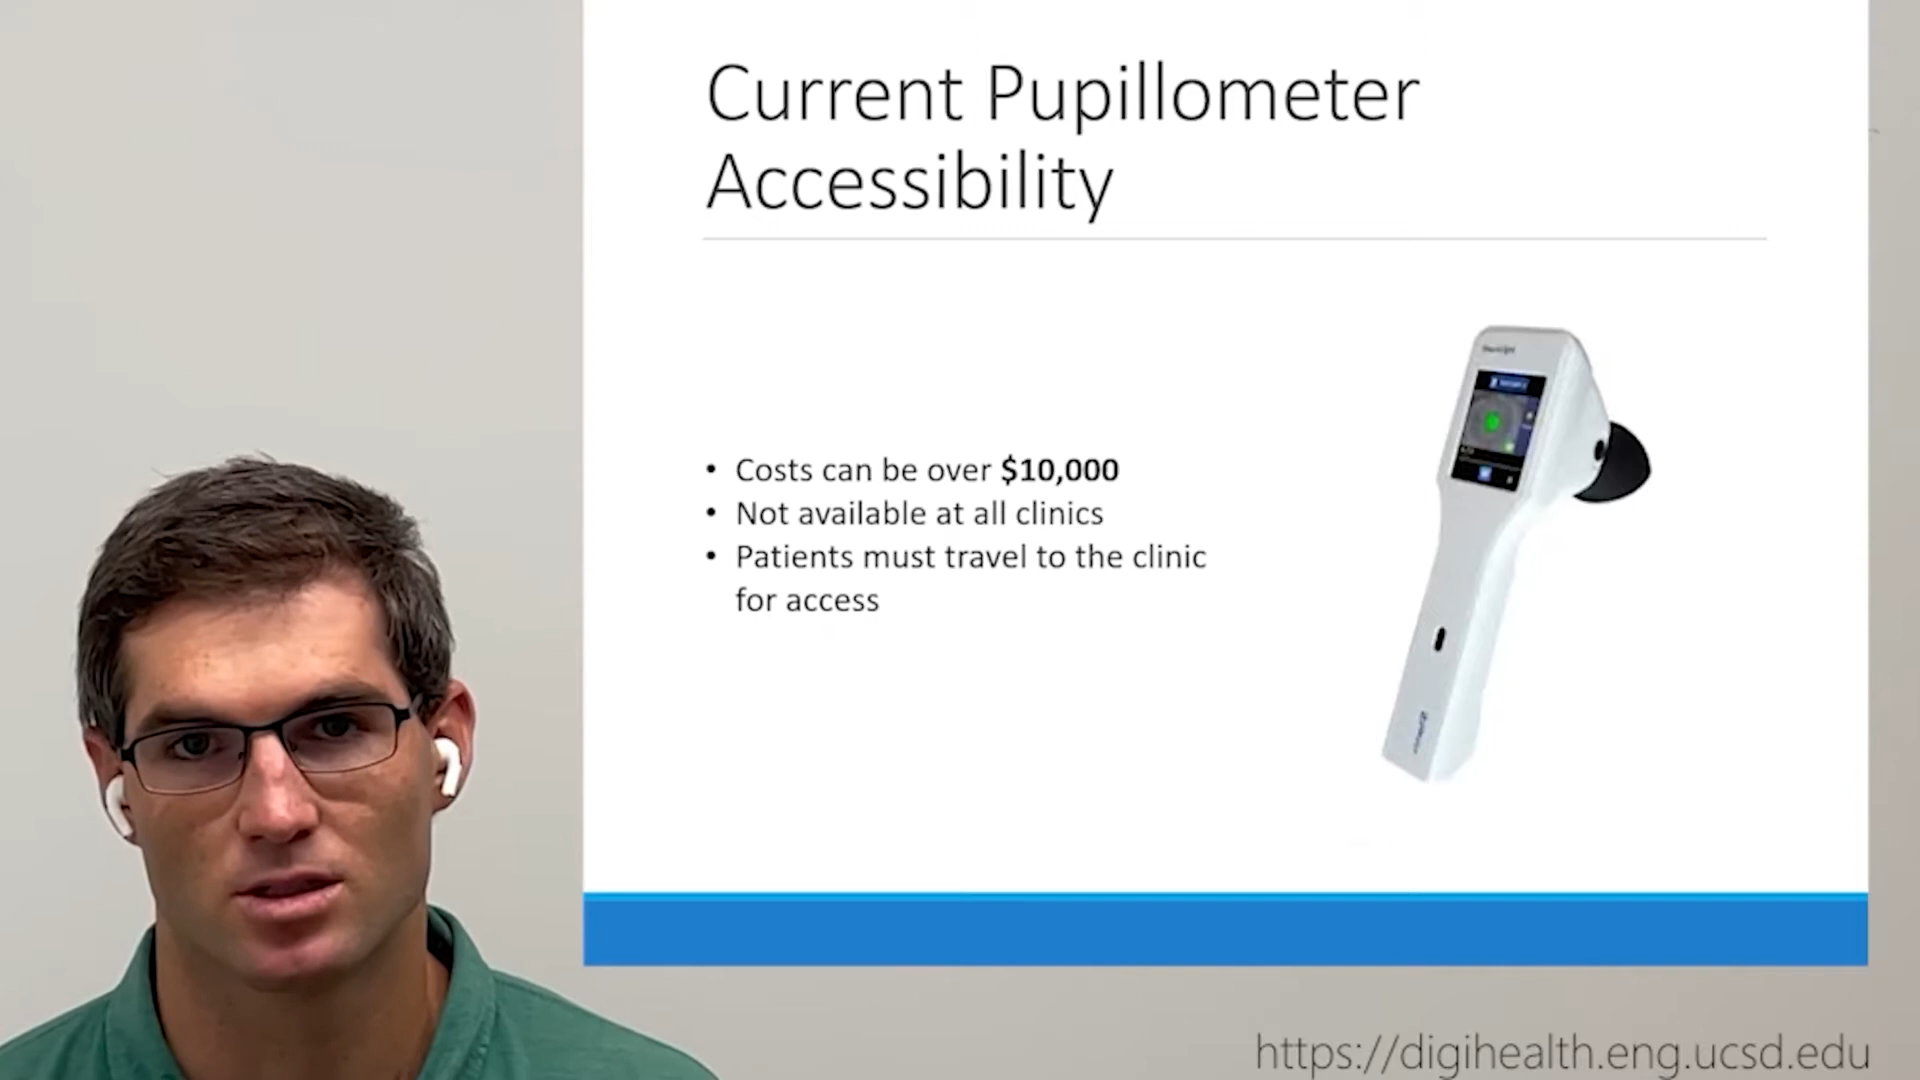 Current Pupillometer
Accessibility
• Costs can be over $10,000
• Not available at all clinics
• Patients must travel to the clinic
for access
https://digihealth.eng.ucsd.edu